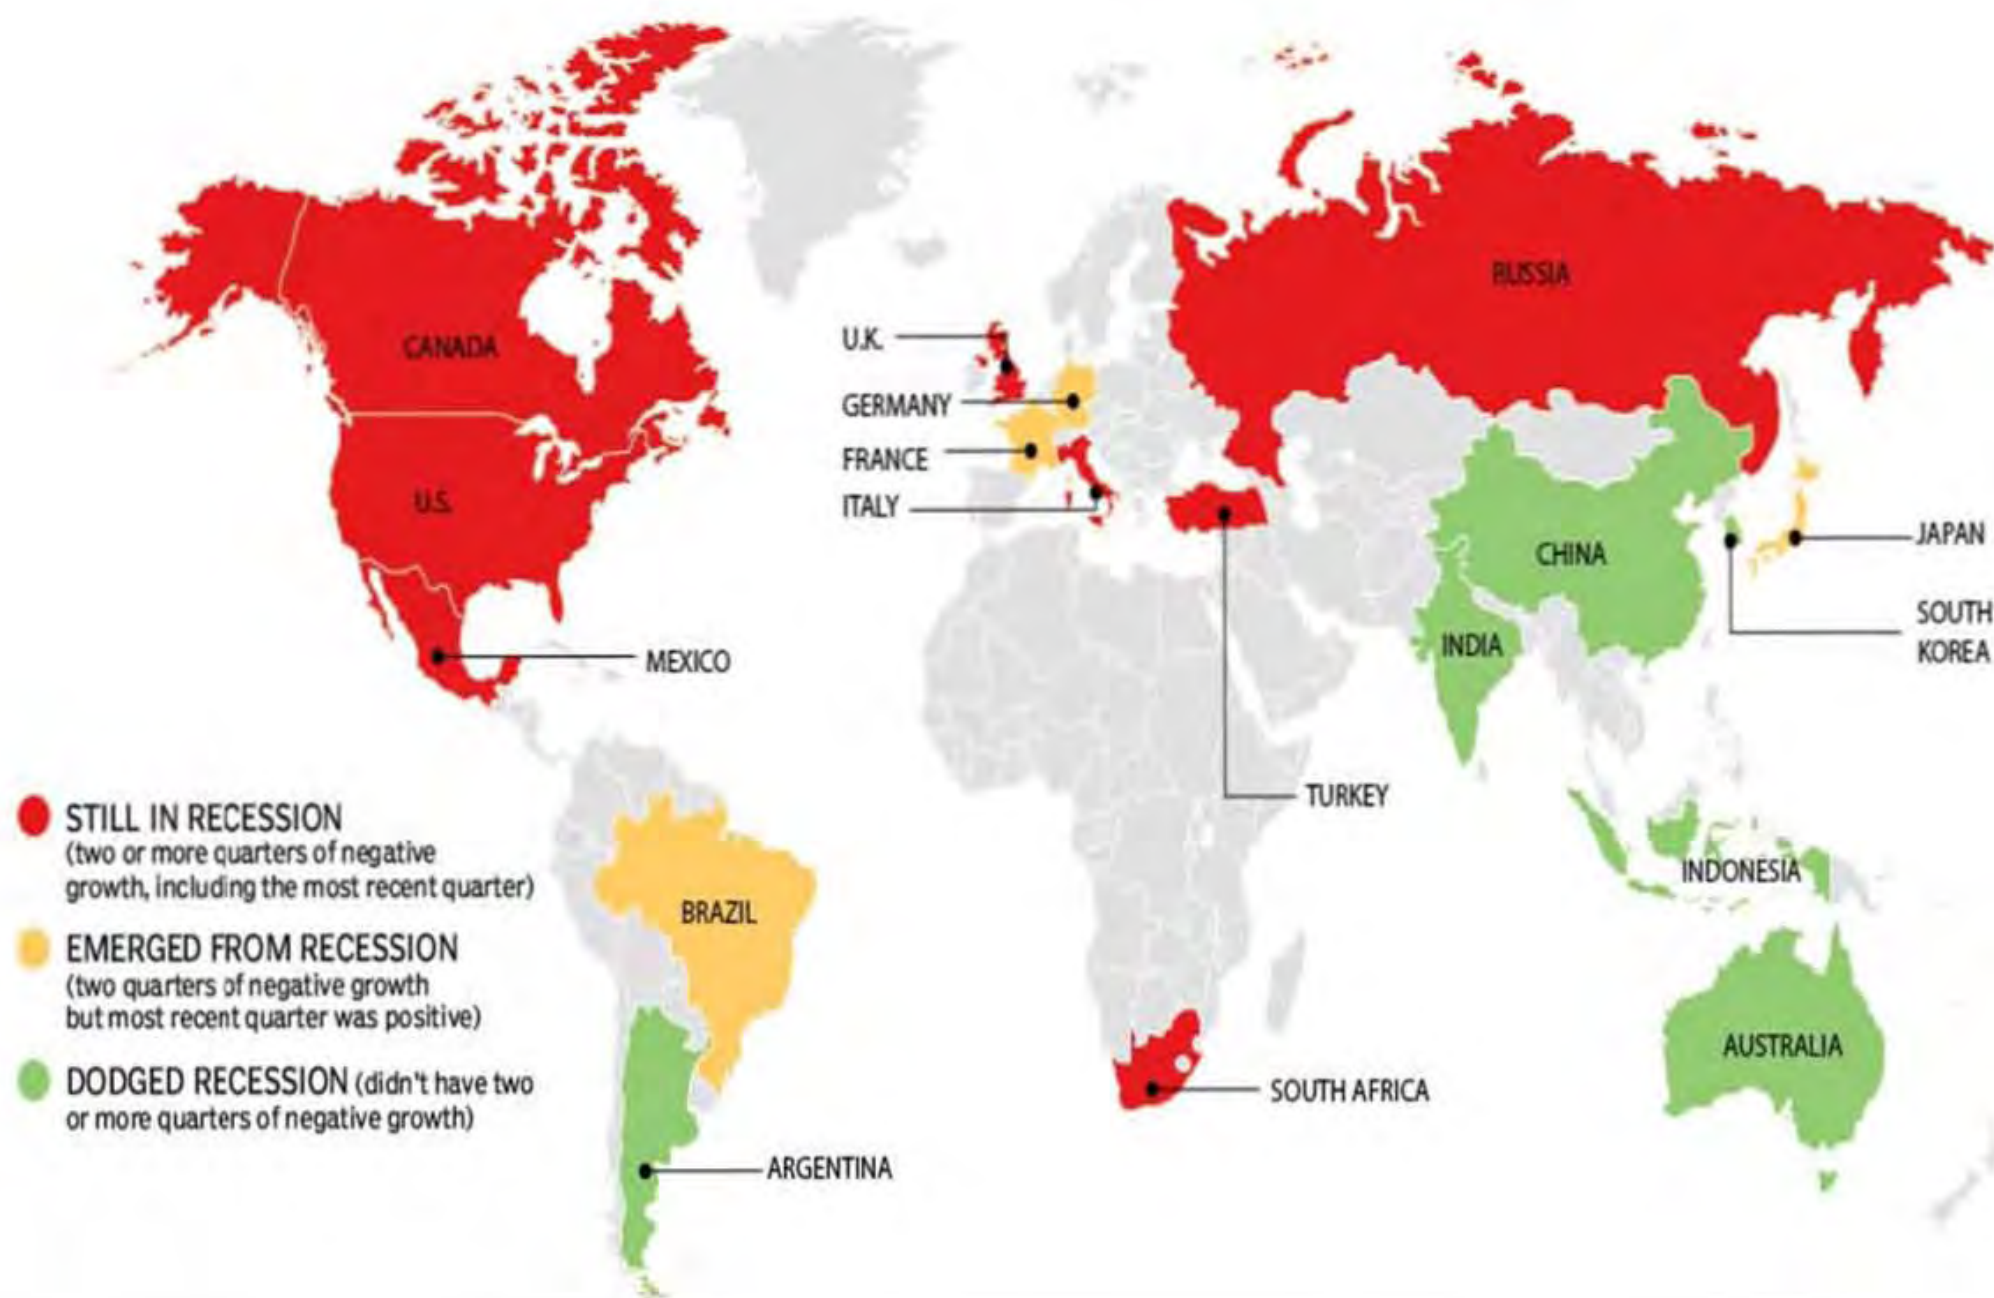 RUSSIA
U.K.
CANADA
GERMANY
FRANCE
U.S.
ITALY
JAPAN
CHINA
SOUTH
KOREA
INDIA
MEXICO
TURKEY
STILL IN RECESSION
(two or more quarters of negative
growth, including the most recent quarter)
INDONESIA
BRAZIL
EMERGED FROM RECESSION
(two quarters of negative growth
but most recent quarter was positive)
AUSTRALIA
DODGED RECESSION (didn't have two
or more quarters of negative growth)
SOUTH AFRICA
ARGENTINA